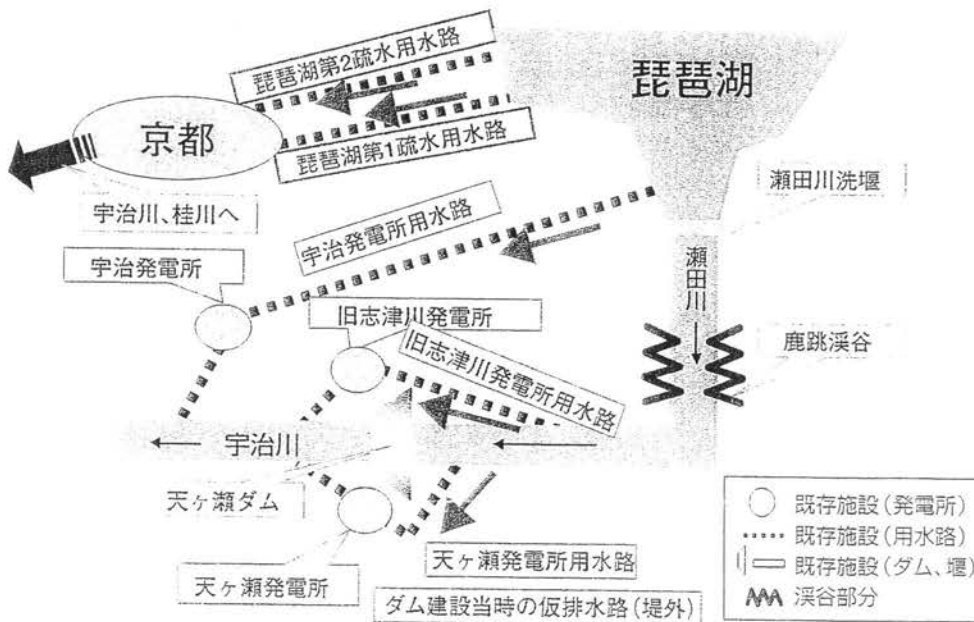 琵琶湖第2疏水用水路
琵琶湖
京都
琵琶湖第1疏水用水路
瀬田川洗堰
宇治川、桂川へ
宇治発電所用水路
宇治発電所
瀬田川
旧志津川発電所
旧志津川発電所用水路
鹿跳渓谷
宇治川
天ヶ瀬ダム
天ヶ瀬発電所用水路
天ヶ瀬発電所
ダム建設当時の仮排水路(堤外)
既存施設(発電所)
既存施設(用水路)
既存施設(ダム、堰)
渓谷部分